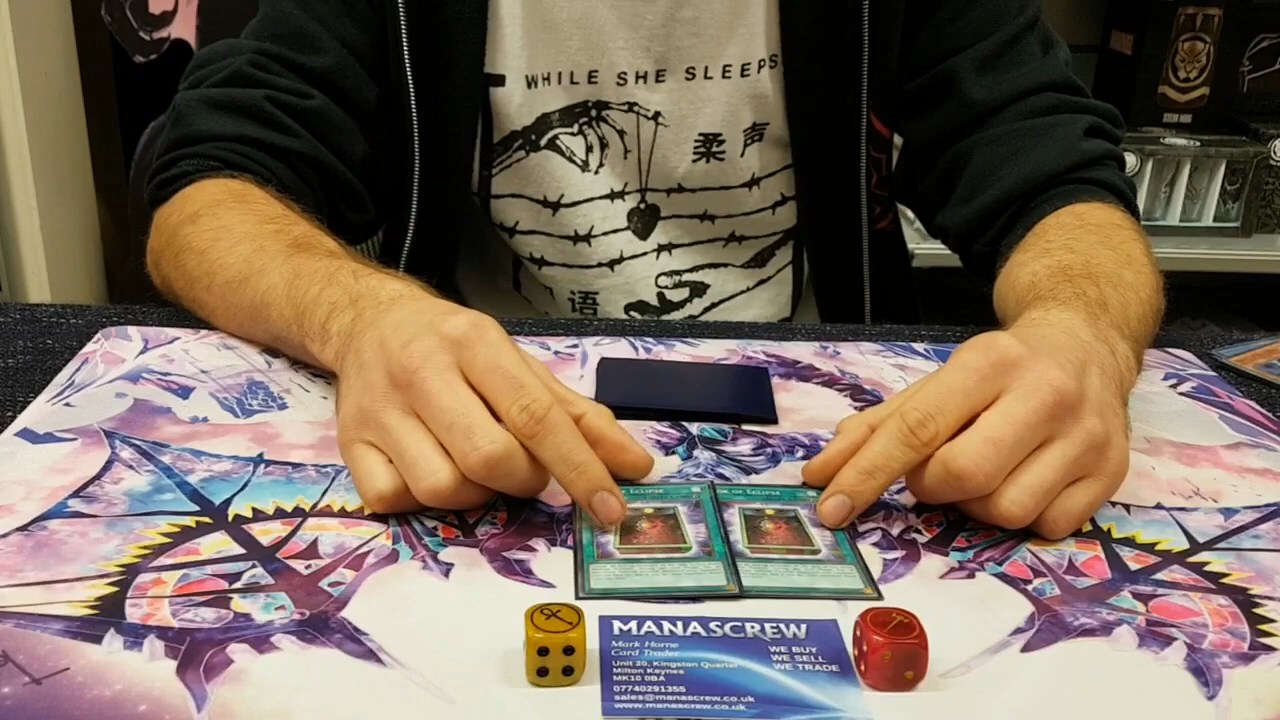 WHILE SHE SLEEPS
柔声
语
ECLIPSE
OF ECLIPSE
MANASCREW
Mark Horne
Card Trader
Unit 20, Kingston Quarter
Milton Keynes
MK10 0BA
07740291355
sales@manascrew.co.uk
www.manascrew.co.uk
WE BUY
WE SELL
WE TRADE